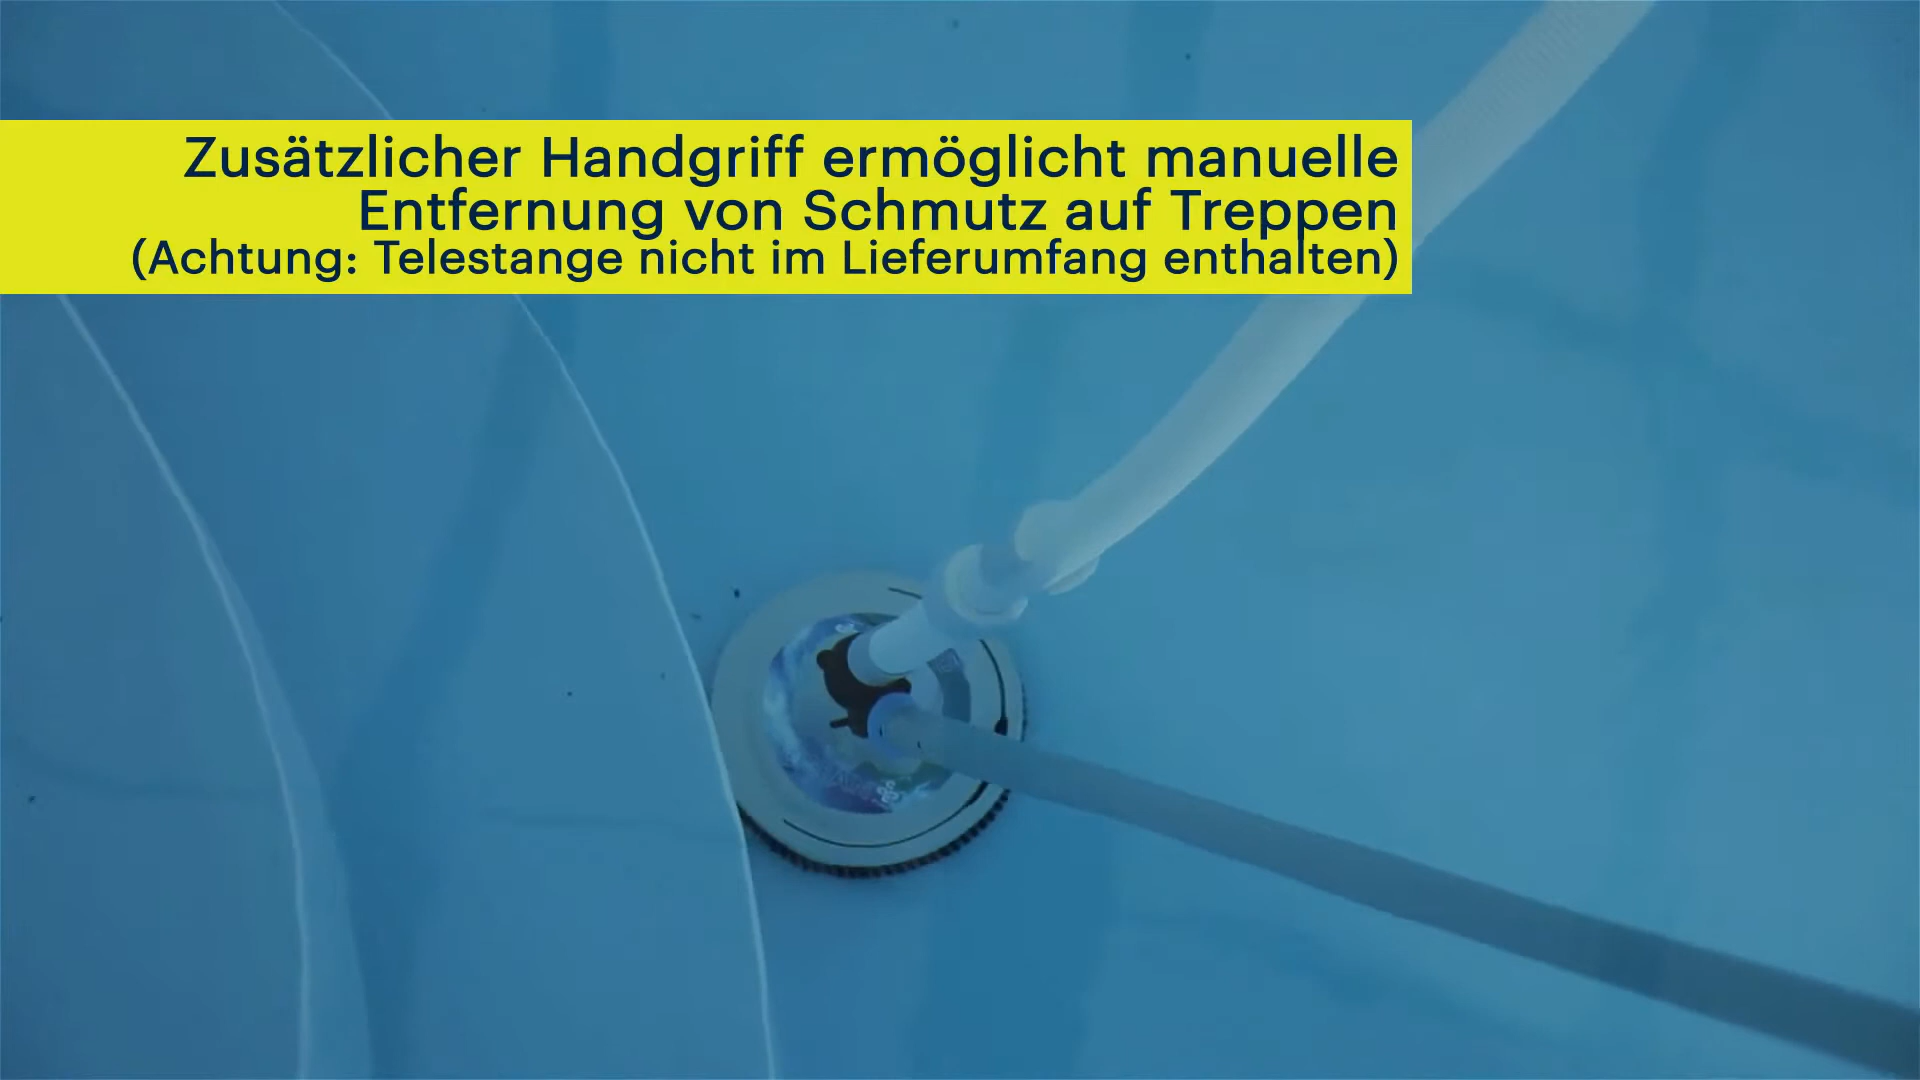 Zusätzlicher Handgriff ermöglicht manuelle
Entfernung von Schmutz auf Treppen
(Achtung: Telestange nicht im Lieferumfang enthalten)